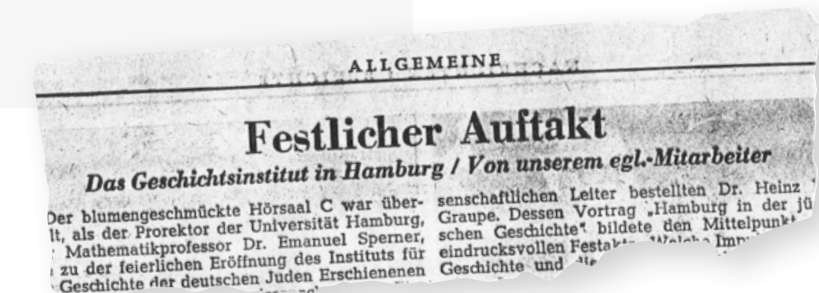 ALLGEMEINE
Festlicher Auftakt
Das Geschichtsinstitut in Hamburg / Von unserem egl.-Mitarbeiter
Der blumengeschmückte Hörsaal C war über-
lt, als der Prorektor der Universität Hamburg,
Mathematikprofessor Dr. Emanuel Sperner,
zu der feierlichen Eröffnung des Instituts für
Geschichte der deutschen Juden Erschienenen
senschaftlichen Leiter bestellten Dr. Heinz
Graupe. Dessen Vortrag „Hamburg in der jü
schen Geschichte" bildete den Mittelpunkt
eindrucksvollen Festakt
Geschichte und